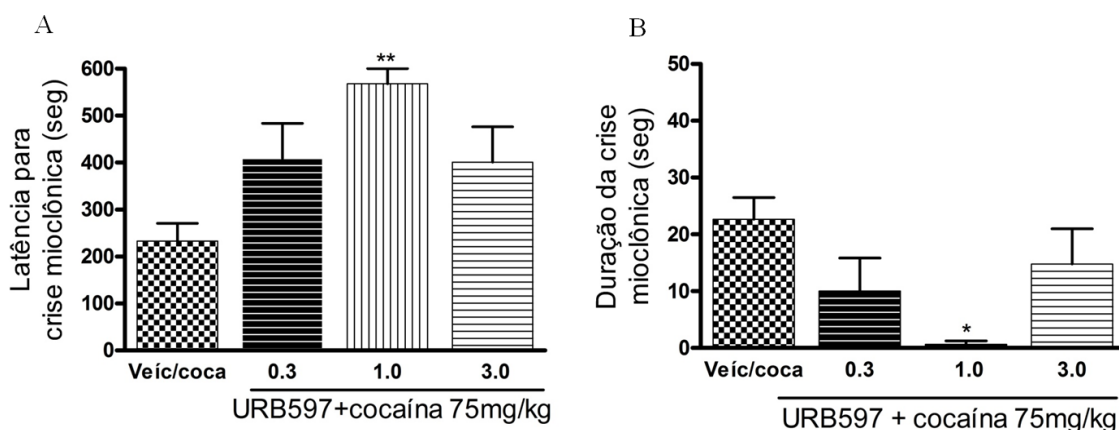 A
Latência para
crise mioclônica (seg)
600
500
400
300
200
100
0
**
Veíc/coca 0.3 1.0 3.0
URB597+cocaína 75mg/kg
B
Duração da crise
mioclônica (seg)
50
40
30
20
10
0
*
Veíc/coca 0.3 1.0 3.0
URB597 + cocaína 75mg/kg